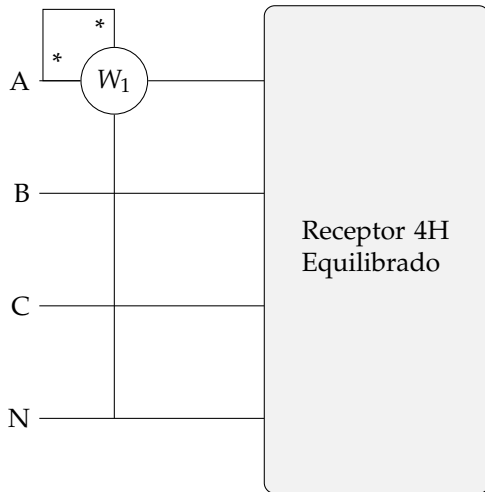 *
*
A
W₁
B
Receptor 4H
Equilibrado
C
N